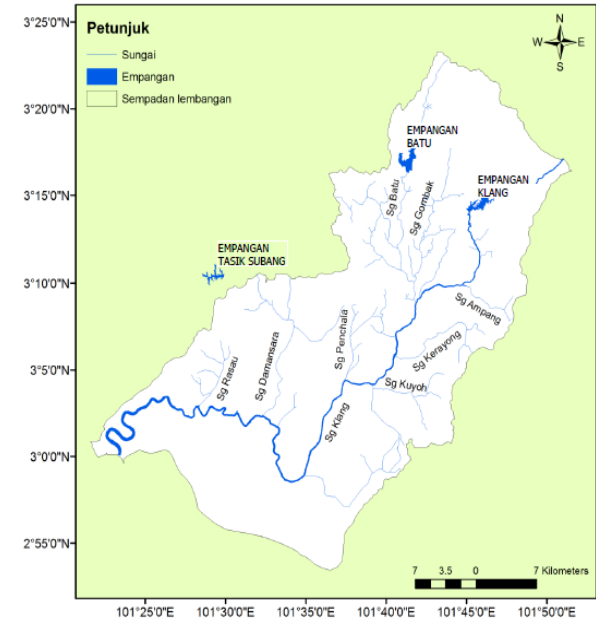 3°25'0"N
3°20'0"N
3°15'0"N
3°10'0"N
3°5'0"N
3°0'0"N
2°55'0"N
Petunjuk
Sungai
Empangan
Sempadan lembangan
N
W
E
S
EMPANGAN
BATU
EMPANGAN
KLANG
EMPANGAN
TASIK SUBANG
Sg Batu
Sg Gombak
Sg Ampang
Sg Kerayong
Sg Kuyoh
Sg Penchala
Sg Damansara
Sg Rasau
Sg Klang
7 3.5 0 7 Kilometers
101°25'0"E 101°30'0"E 101°35'0"E 101°40'0"E 101°45'0"E 101°50'0"E